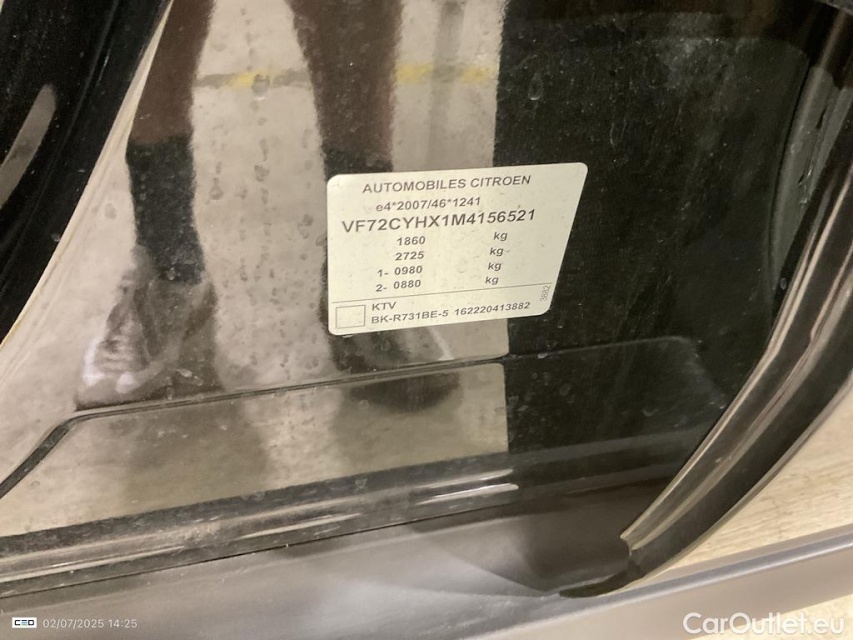 AUTOMOBILES CITROEN
e4*2007/46*1241
VF72CYHX1M4156521
1860 kg
2725 kg
1- 0980 kg
2- 0880 kg
3882
KTV
BK-R731BE-5 162220413882
CED 02/07/2025 14:25
CarOutlet.eu